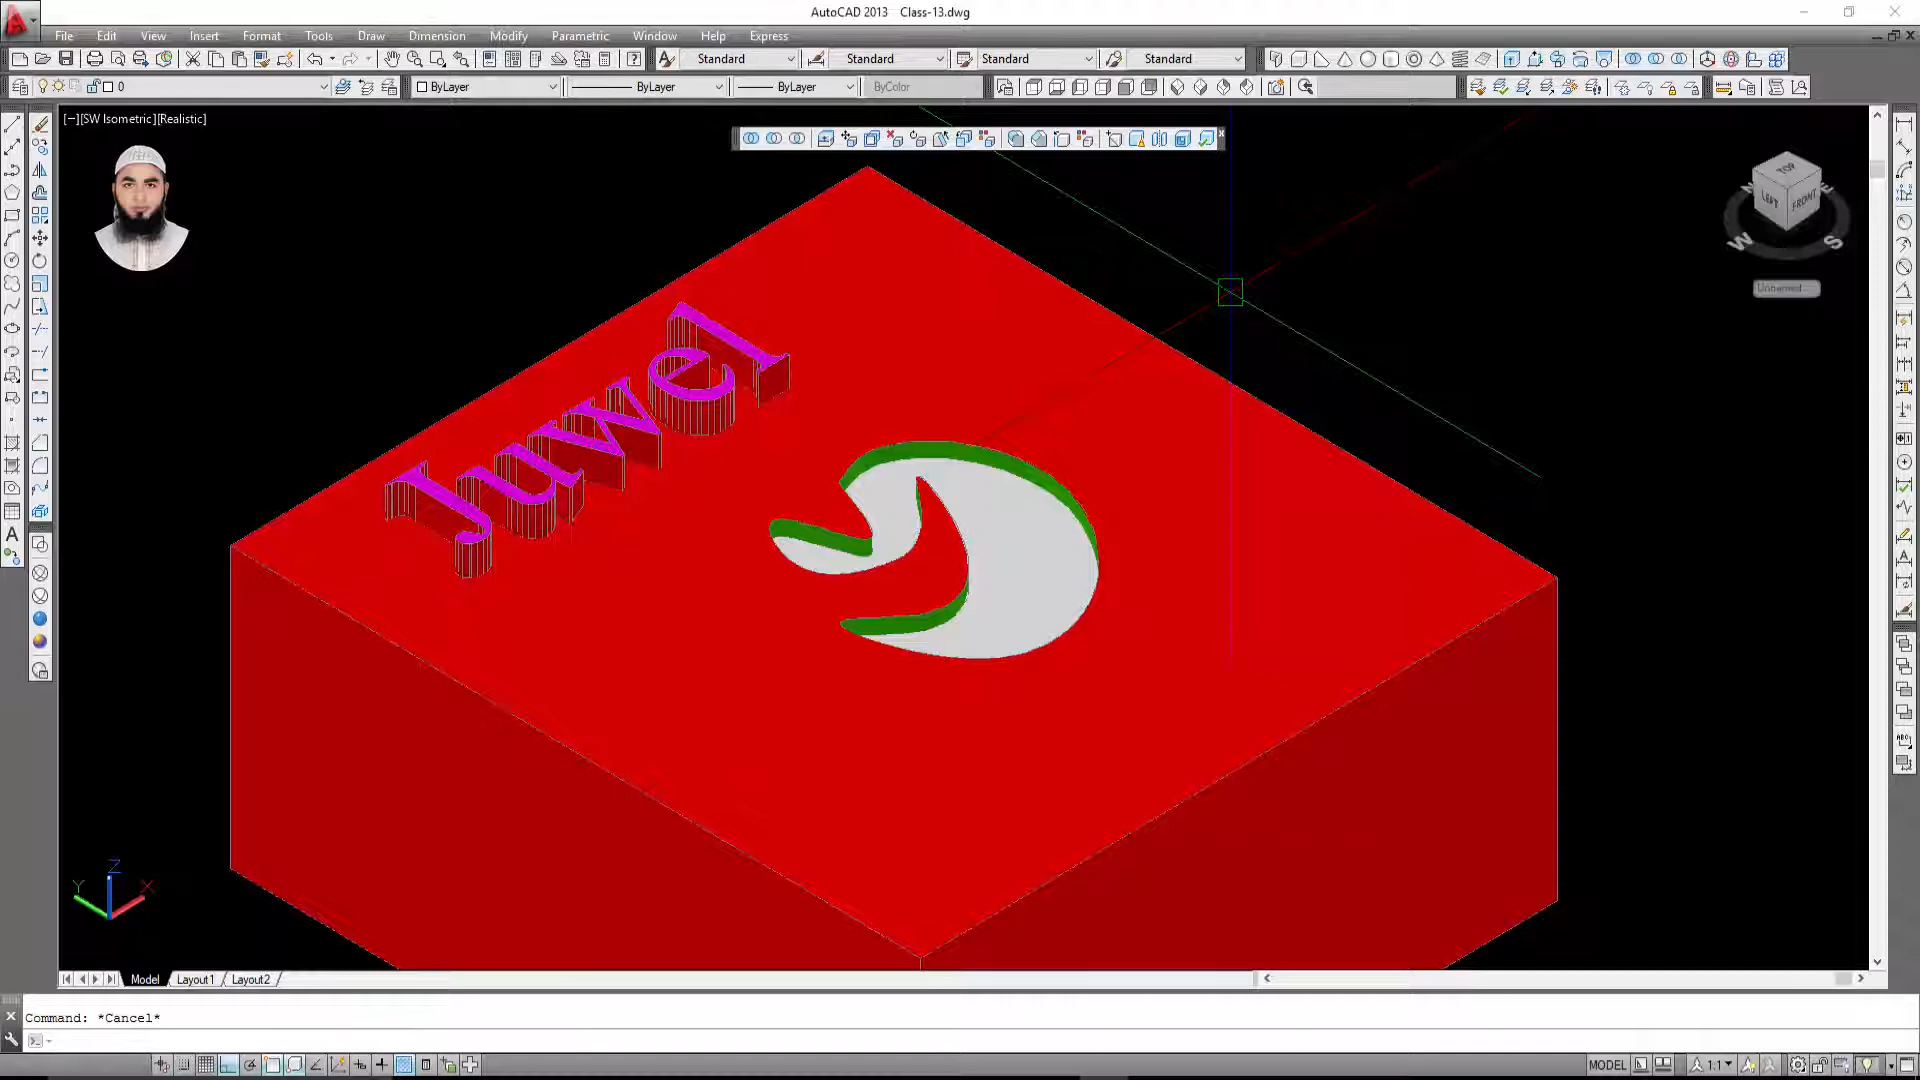 AutoCAD 2013 Class-13.dwg
File Edit View Insert Format Tools Draw Dimension Modify Parametric Window Help Express
Standard Standard Standard Standard
0 ByLayer ByLayer ByLayer ByColor
[−][SW Isometric][Realistic]
TOP
LEFT FRONT
W S
Unnamed
Juwel
Z
Y X
Model Layout1 Layout2
Command: *Cancel*
MODEL 1:1